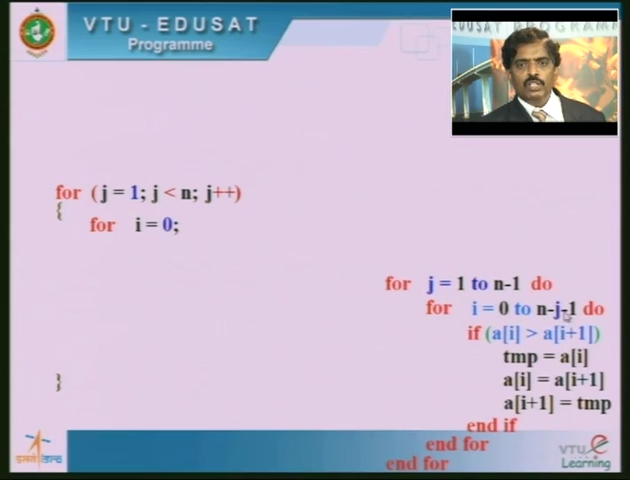 VTU - EDUSAT
Programme
for ( j = 1; j < n; j++)
{
for i = 0;
}
for j = 1 to n-1 do
for i = 0 to n-j-1 do
if (a[i] > a[i+1])
tmp = a[i]
a[i] = a[i+1]
a[i+1] = tmp
end if
end for
end for
VTU e
Learning